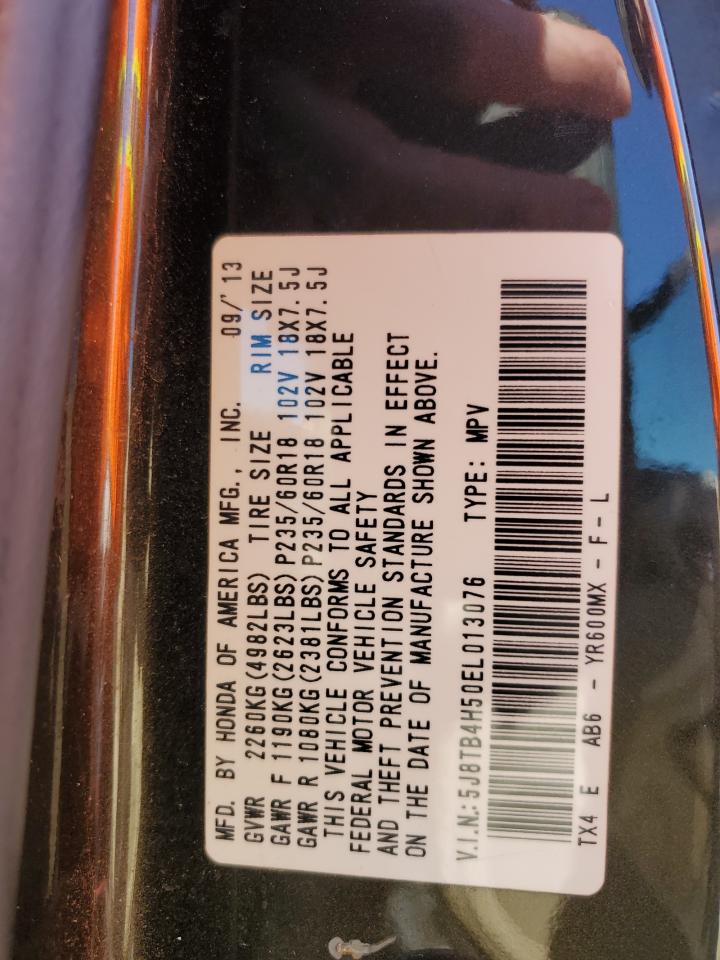 MFD. BY HONDA OF AMERICA MFG., INC. 09/'13
GVWR 2260KG(4982LBS) TIRE SIZE RIM SIZE
GAWR F 1190KG(2623LBS)P235/60R18 102V 18X7.5J
GAWR R 1080KG(2381LBS)P235/60R18 102V 18X7.5J
THIS VEHICLE CONFORMS TO ALL APPLICABLE
FEDERAL MOTOR VEHICLE SAFETY
AND THEFT PREVENTION STANDARDS IN EFFECT
ON THE DATE OF MANUFACTURE SHOWN ABOVE.
V.I.N.:5J8TB4H50EL013076 TYPE: MPV
TX4 E AB6 - YR600MX - F - L